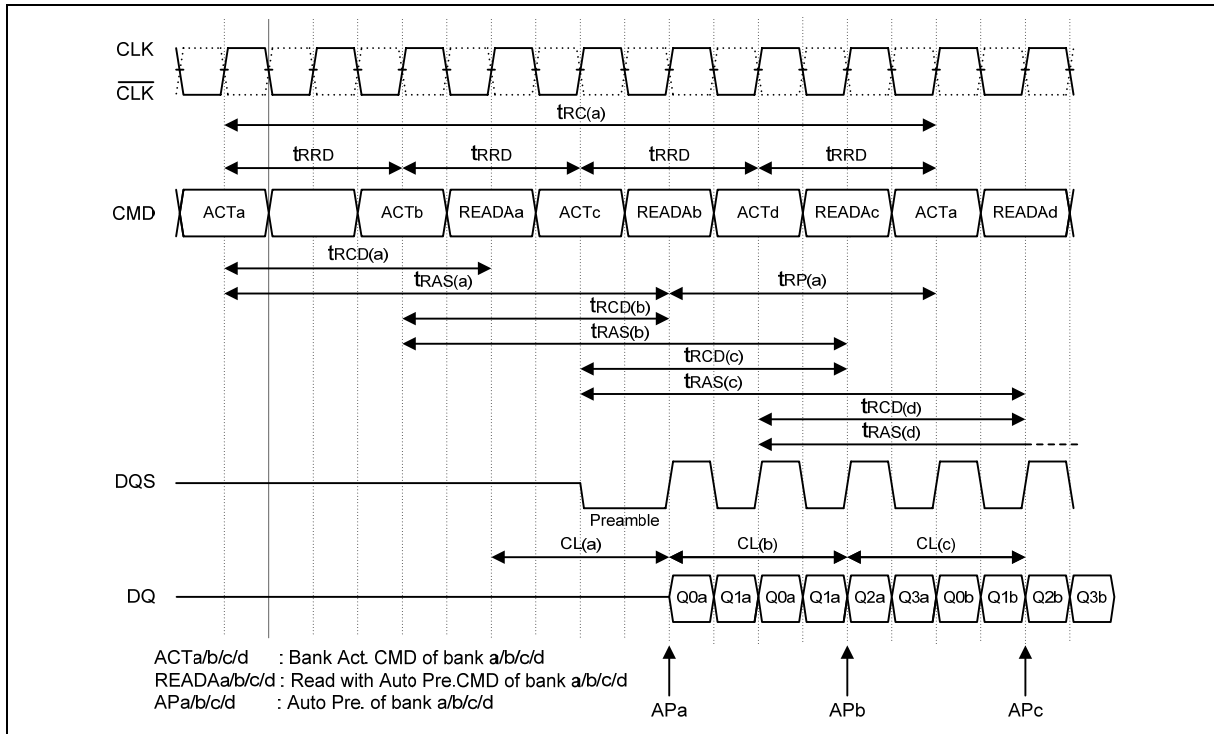 CLK
CLK
tRC(a)
tRRD tRRD tRRD tRRD
CMD ACTa ACTb READAa ACTc READAb ACTd READAc ACTa READAd
tRCD(a)
tRAS(a) tRP(a)
tRCD(b)
tRAS(b)
tRCD(c)
tRAS(c)
tRCD(d)
tRAS(d)
DQS
Preamble
CL(a) CL(b) CL(c)
DQ Q0a Q1a Q0a Q1a Q2a Q3a Q0b Q1b Q2b Q3b
ACTa/b/c/d : Bank Act. CMD of bank a/b/c/d
READAa/b/c/d : Read with Auto Pre.CMD of bank a/b/c/d
APa/b/c/d : Auto Pre. of bank a/b/c/d
APa APb APc